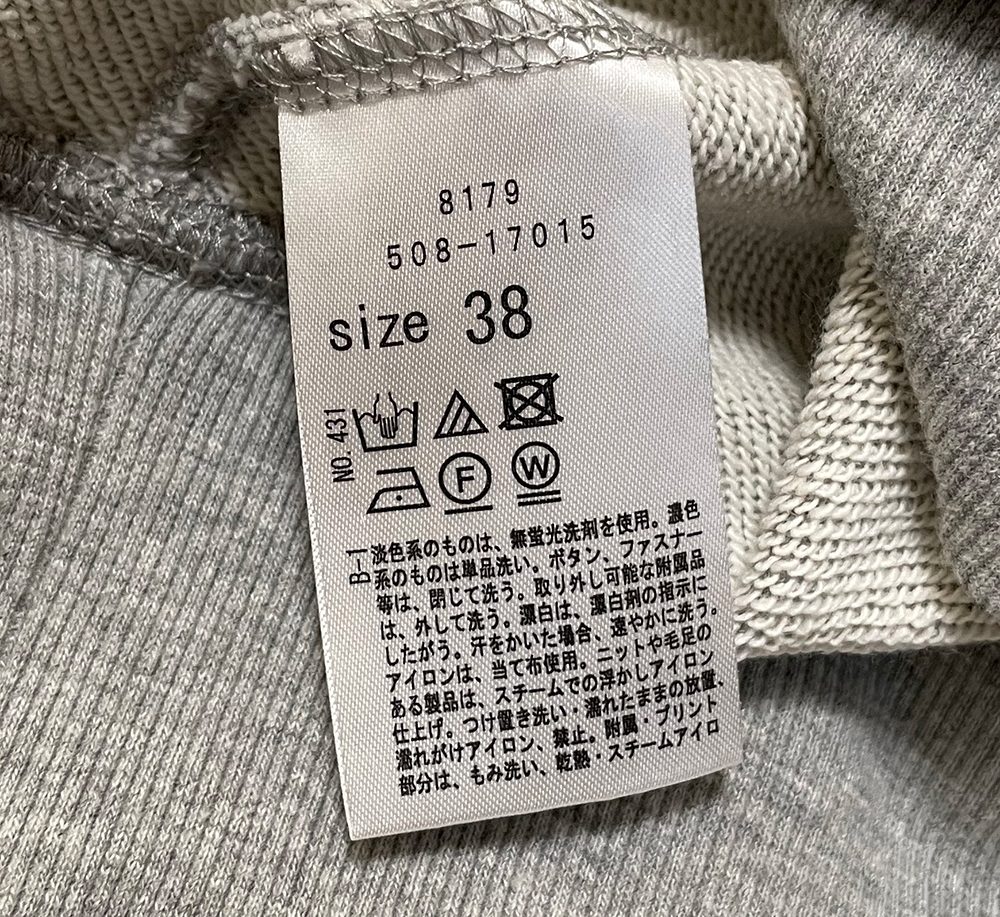 8179
508-17015
size 38
NO. 431
F
W
B-1
淡色系のものは、無蛍光洗剤を使用。濃色
系のものは単品洗い。ボタン、ファスナー
等は、閉じて洗う。取り外し可能な附属品
は、外して洗う。漂白は、漂白剤の指示に
したがう。汗をかいた場合、速やかに洗う。
アイロンは、当て布使用。ニットや毛足の
ある製品は、スチームでの浮かしアイロン
仕上げ。つけ置き洗い・濡れたままの放置、
濡れがけアイロン、禁止。附属・プリント
部分は、もみ洗い、乾熱・スチームアイロ